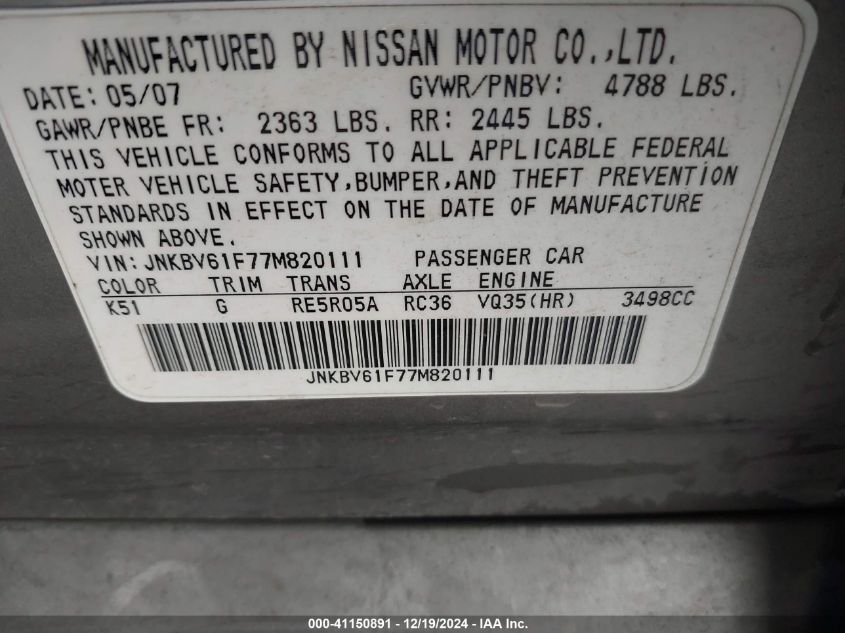 MANUFACTURED BY NISSAN MOTOR CO.,LTD.
DATE: 05/07 GVWR/PNBV: 4788 LBS.
GAWR/PNBE FR: 2363 LBS. RR: 2445 LBS.
THIS VEHICLE CONFORMS TO ALL APPLICABLE FEDERAL
MOTER VEHICLE SAFETY,BUMPER,AND THEFT PREVENTION
STANDARDS IN EFFECT ON THE DATE OF MANUFACTURE
SHOWN ABOVE.
VIN: JNKBV61F77M820111 PASSENGER CAR
COLOR TRIM TRANS AXLE ENGINE
K51 G RE5R05A RC36 VQ35(HR) 3498CC
JNKBV61F77M820111
000-41150891 - 12/19/2024 - IAA Inc.